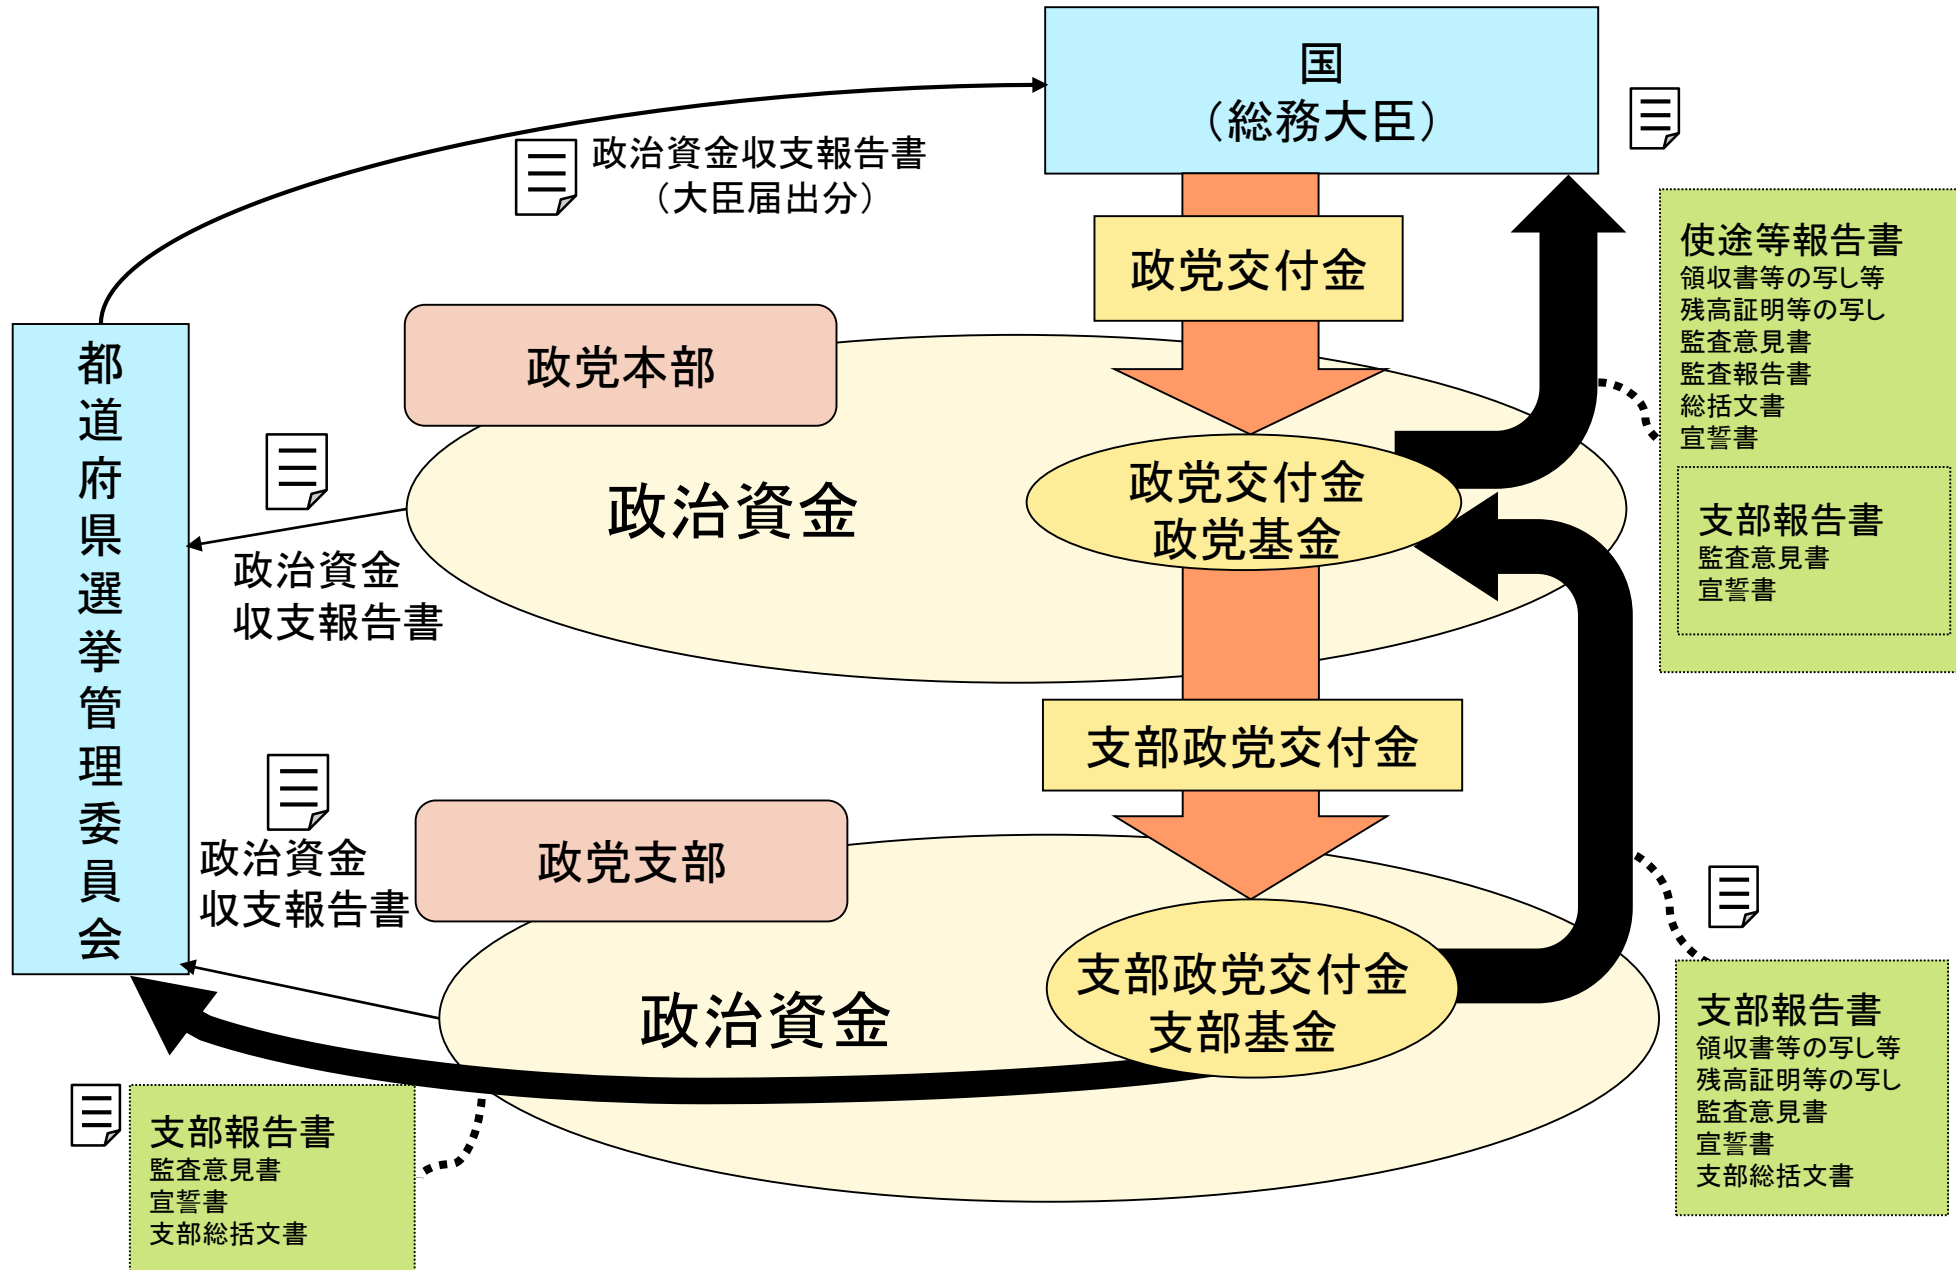 国
（総務大臣）
政治資金収支報告書
（大臣届出分）
政党交付金
使途等報告書
領収書等の写し等
残高証明等の写し
監査意見書
監査報告書
総括文書
宣誓書
支部報告書
監査意見書
宣誓書
都道府県選挙管理委員会
政党本部
政治資金
政党交付金
政党基金
政治資金
収支報告書
支部政党交付金
政党支部
政治資金
収支報告書
政治資金
支部政党交付金
支部基金
支部報告書
領収書等の写し等
残高証明等の写し
監査意見書
宣誓書
支部総括文書
支部報告書
監査意見書
宣誓書
支部総括文書